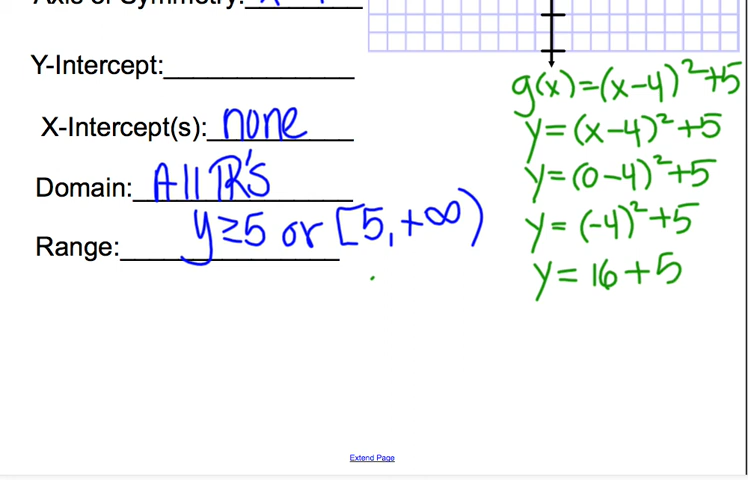 Y-Intercept:
X-Intercept(s): none
Domain: All ℝ's
Range: y≥5 or [5,+∞)
g(x)=(x-4)²+5
y=(x-4)²+5
y=(0-4)²+5
y=(-4)²+5
y=16+5
Extend Page